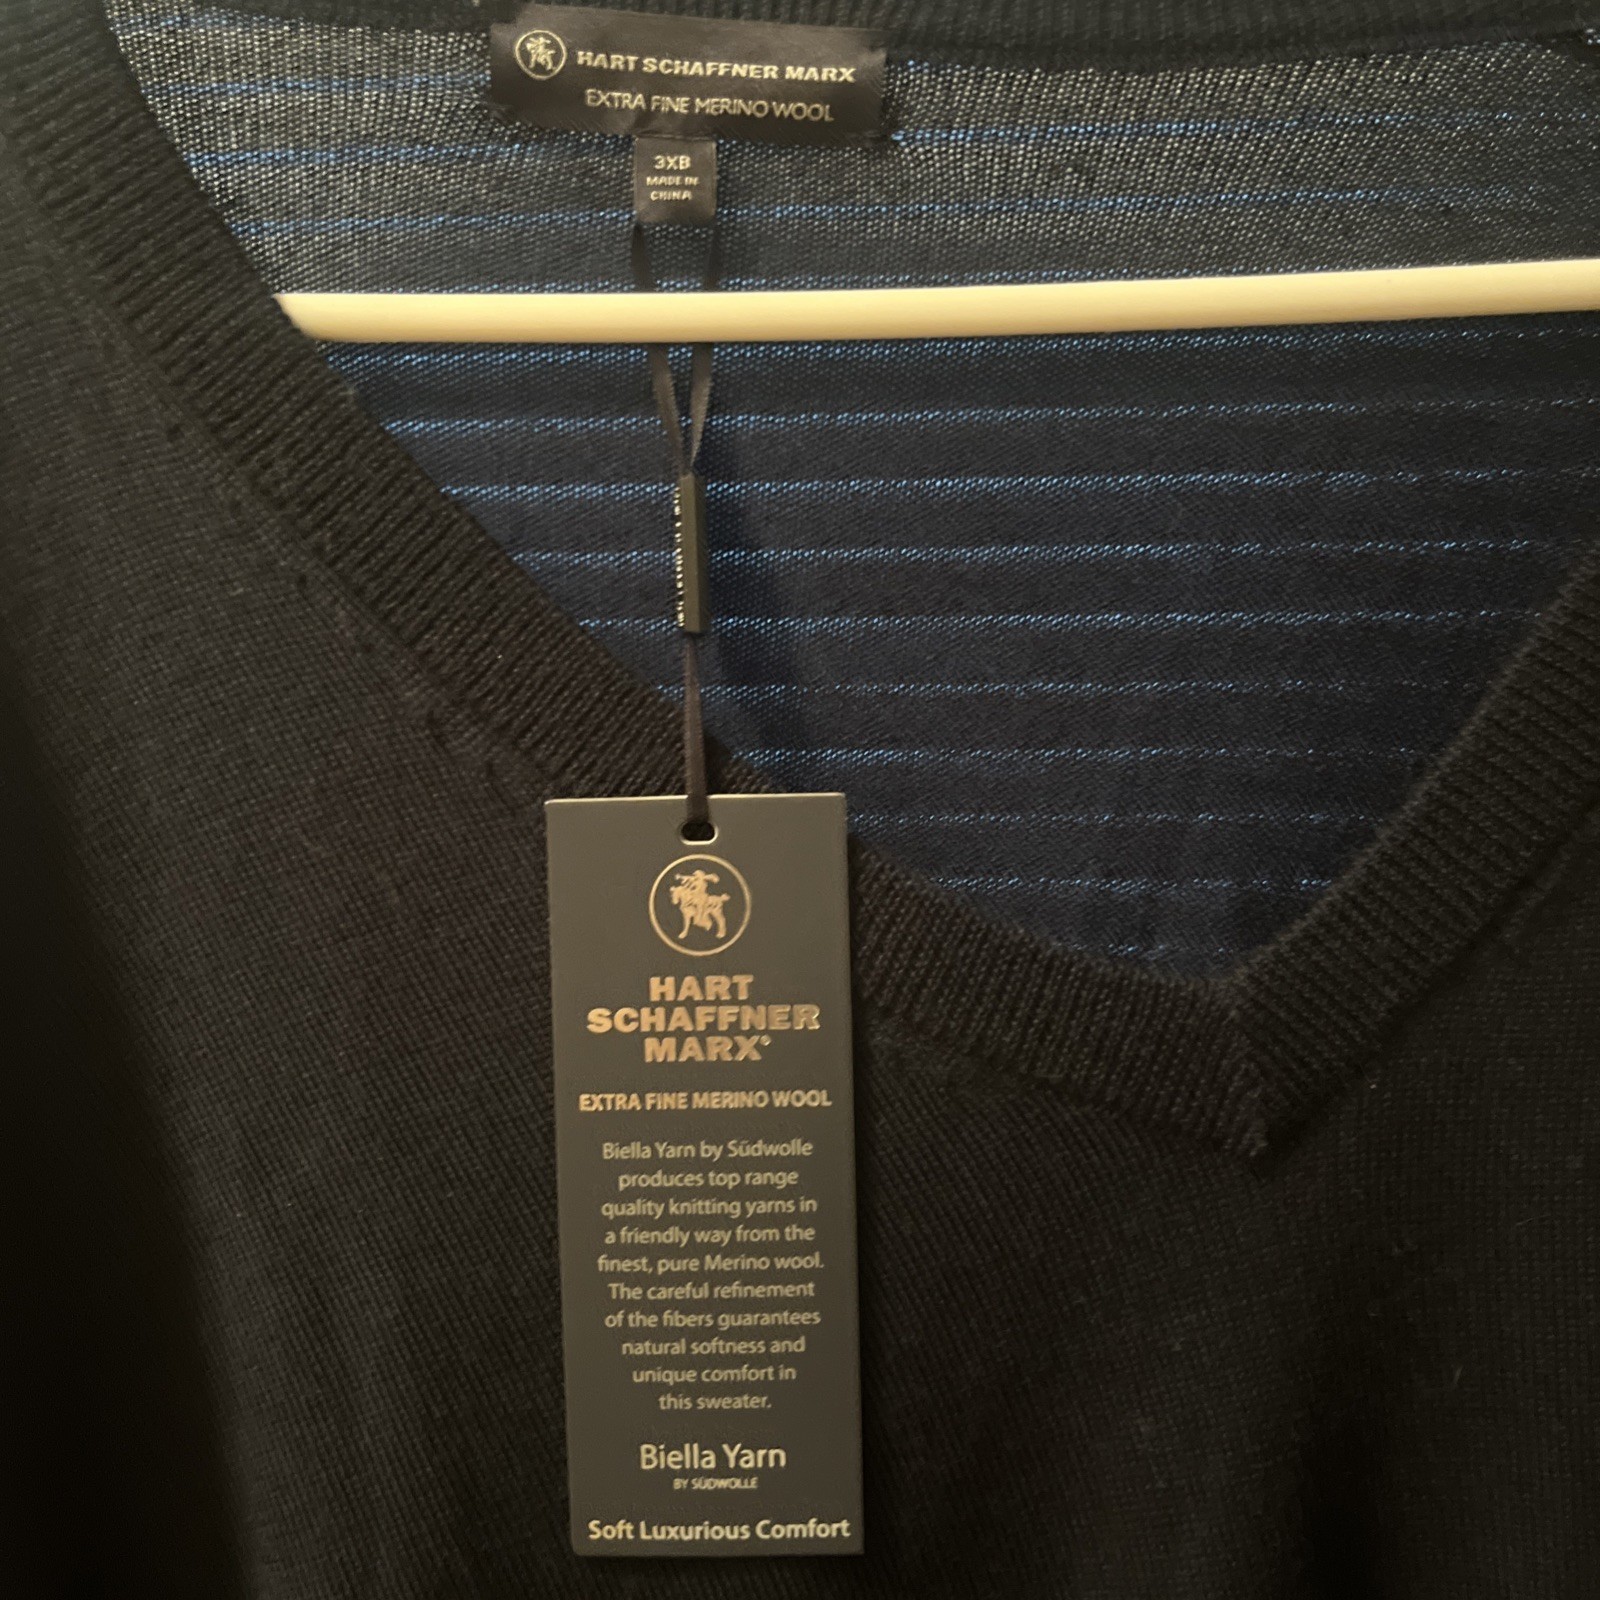 HART SCHAFFNER MARX
EXTRA FINE MERINO WOOL
3XB
MADE IN
CHINA
HART
SCHAFFNER
MARX®
EXTRA FINE MERINO WOOL
Biella Yarn by Südwolle
produces top range
quality knitting yarns in
a friendly way from the
finest, pure Merino wool.
The careful refinement
of the fibers guarantees
natural softness and
unique comfort in
this sweater.
Biella Yarn
BY SÜDWOLLE
Soft Luxurious Comfort